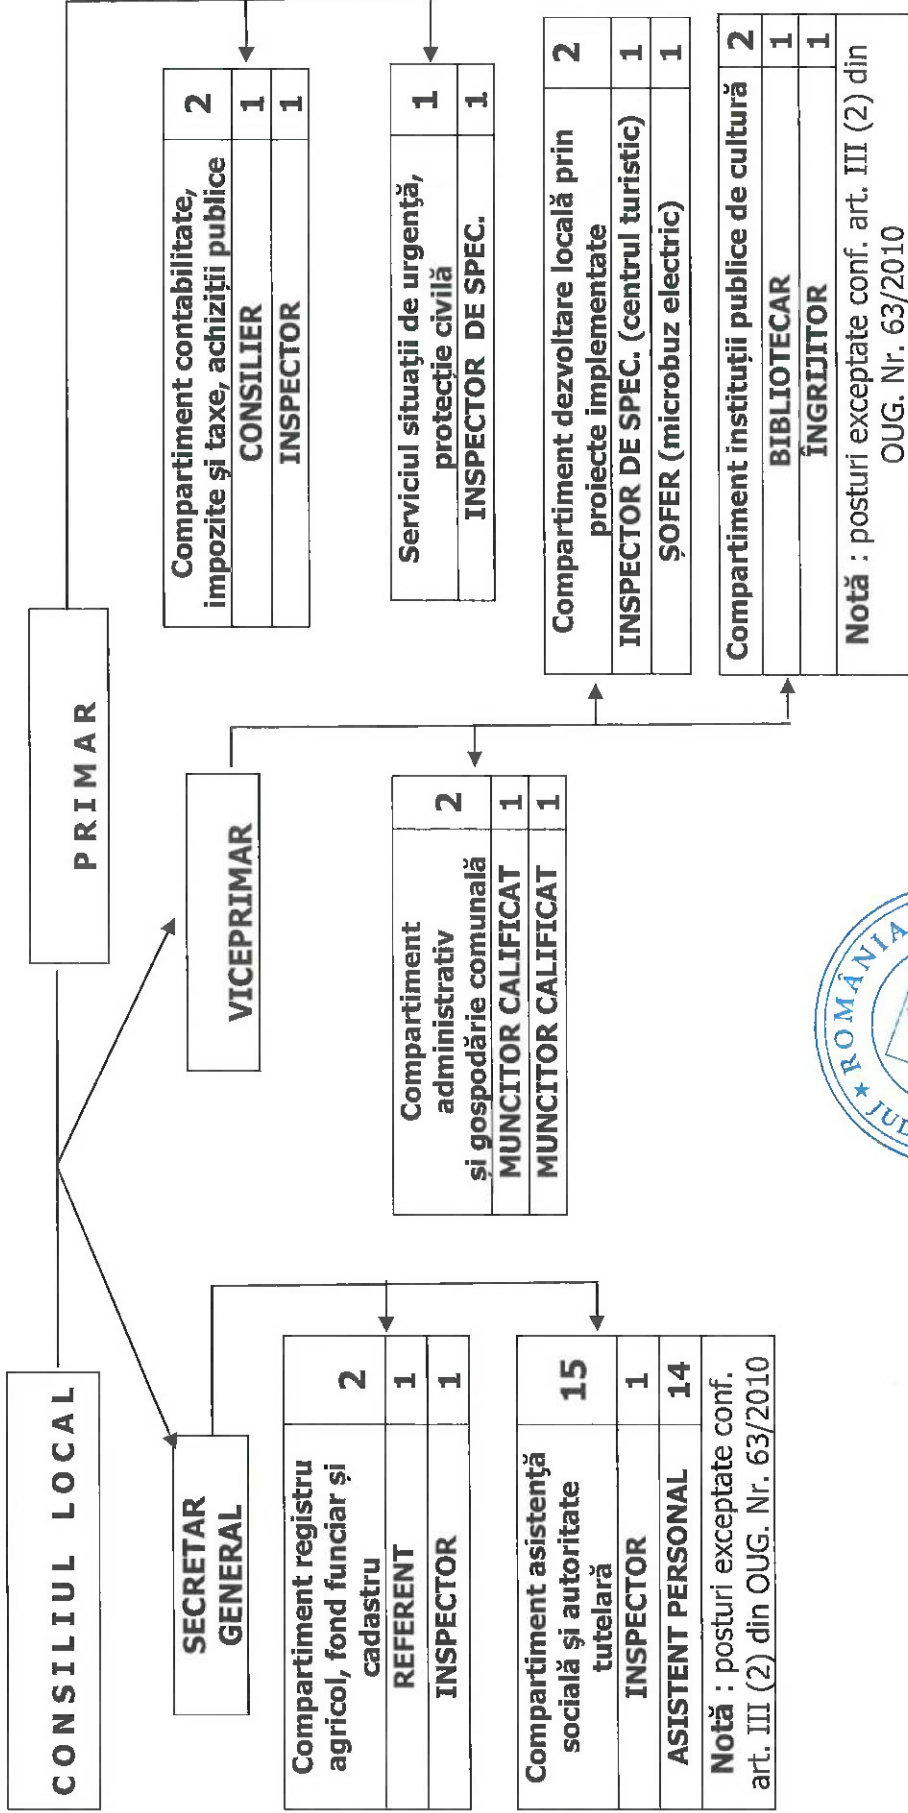 CONSILIUL LOCAL
PRIMAR
SECRETAR
GENERAL
VICEPRIMAR
Compartiment registru
agricol, fond funciar și
cadastru 2
REFERENT 1
INSPECTOR 1
Compartiment asistență
socială și autoritate
tutelară 15
INSPECTOR 1
ASISTENT PERSONAL 14
Notă : posturi exceptate conf.
art. III (2) din OUG. Nr. 63/2010
Compartiment
administrativ
și gospodărie comunală 2
MUNCITOR CALIFICAT 1
MUNCITOR CALIFICAT 1
Compartiment contabilitate,
impozite și taxe, achiziții publice 2
CONSILIER 1
INSPECTOR 1
Serviciul situații de urgență,
protecție civilă 1
INSPECTOR DE SPEC. 1
Compartiment dezvoltare locală prin
proiecte implementate 2
INSPECTOR DE SPEC. (centrul turistic) 1
ȘOFER (microbuz electric) 1
Compartiment instituții publice de cultură 2
BIBLIOTECAR 1
ÎNGRIJITOR 1
Notă : posturi exceptate conf. art. III (2) din
OUG. Nr. 63/2010
★ ROMÂNIA